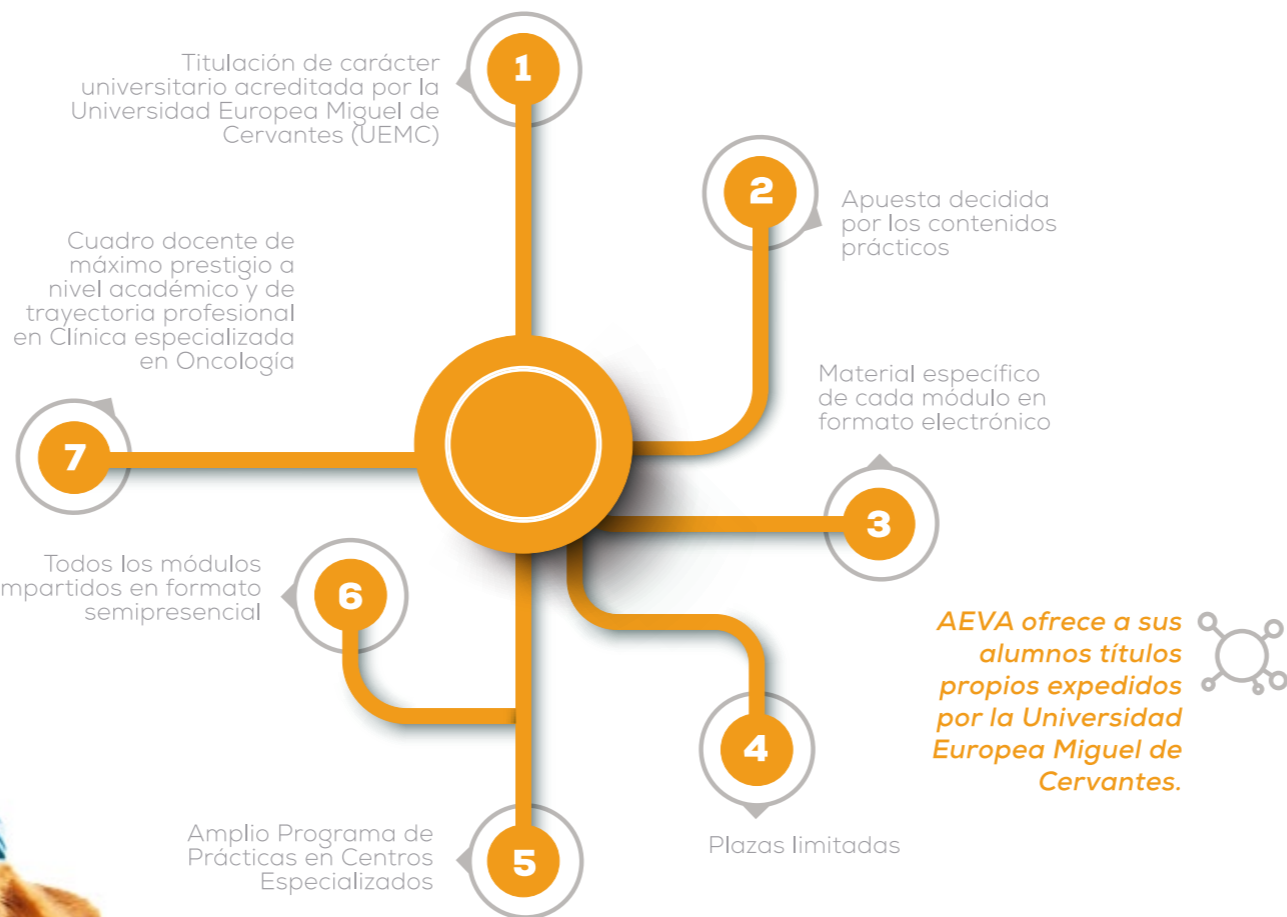 1
Titulación de carácter
universitario acreditada por la
Universidad Europea Miguel de
Cervantes (UEMC)
2
Apuesta decidida
por los contenidos
prácticos
Cuadro docente de
máximo prestigio a
nivel académico y de
trayectoria profesional
en Clínica especializada
en Oncología
7
Material específico
de cada módulo en
formato electrónico
3
Todos los módulos
mpartidos en formato
semipresencial
6
AEVA ofrece a sus
alumnos títulos
propios expedidos
por la Universidad
Europea Miguel de
Cervantes.
4
Plazas limitadas
Amplio Programa de
Prácticas en Centros
Especializados
5